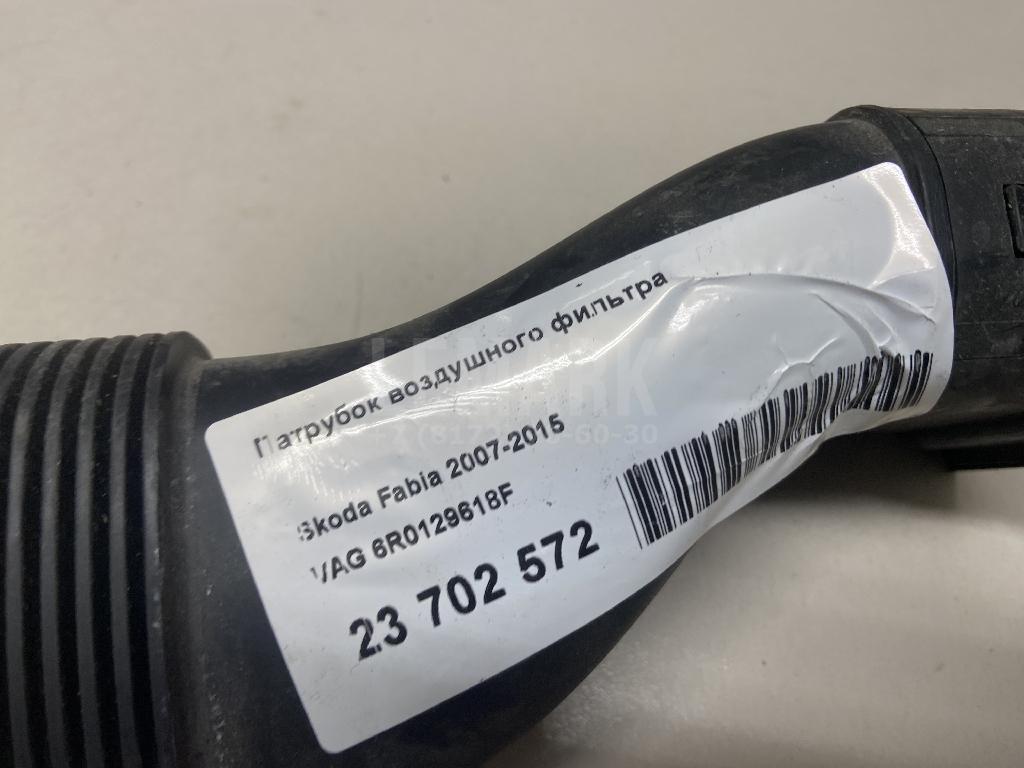 Патрубок воздушного фильтра
Skoda Fabia 2007-2015
VAG 6R0129618F
23 702 572